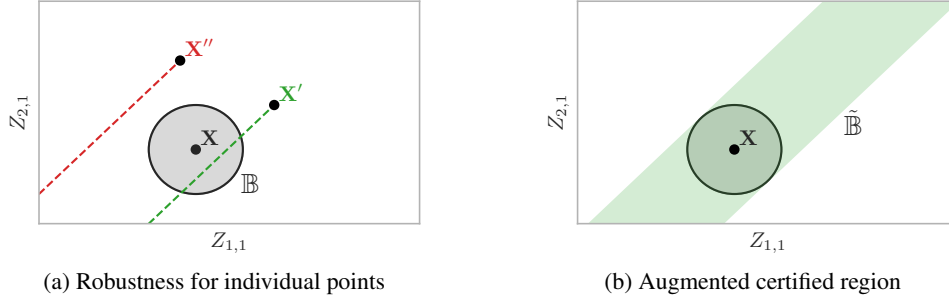 X′′
X′
X
𝔹
Z₂,₁
Z₁,₁
(a) Robustness for individual points
X
𝔹̃
Z₂,₁
Z₁,₁
(b) Augmented certified region